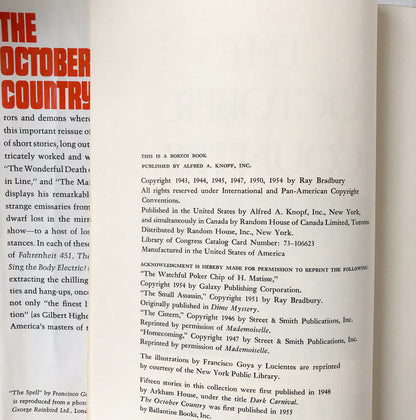 THE
OCTOBER
COUNTRY
rors and demons where
this important reissue of
of short stories, long out
tricately worked and w
"The Wonderful Death o
in Line," and "The Ma
displays his remarkabl
strange emissaries from
dwarf lost in the mirr
show—to a host of los
stances. In each of these
of Fahrenheit 451, The
Sing the Body Electric! s
extracting the chilling
ties and hang-ups, once
not only "the finest l
tion" (as Gilbert Highe
America's masters of t
"The Spell" by Francisco Goy
is reproduced from a photo
George Rainbird Ltd., Lond
THE
OCTOBER
THIS IS A BORZOI BOOK
PUBLISHED BY ALFRED A. KNOPF, INC.
Copyright 1943, 1944, 1945, 1947, 1950, 1954 by Ray Bradbury
All rights reserved under International and Pan-American Copyright
Conventions.
Published in the United States by Alfred A. Knopf, Inc., New York,
and simultaneously in Canada by Random House of Canada Limited, Toronto.
Distributed by Random House, Inc., New York.
Library of Congress Catalog Card Number: 73-106623
Manufactured in the United States of America
ACKNOWLEDGMENT IS HEREBY MADE FOR PERMISSION TO REPRINT THE FOLLOWING:
"The Watchful Poker Chip of H. Matisse,"
Copyright 1954 by Galaxy Publishing Corporation.
"The Small Assassin," Copyright 1951 by Ray Bradbury.
Originally published in Dime Mystery.
"The Cistern," Copyright 1946 by Street & Smith Publications, Inc.
Reprinted by permission of Mademoiselle.
"Homecoming," Copyright 1947 by Street & Smith Publications, Inc.
Reprinted by permission of Mademoiselle.
The illustrations by Francisco Goya y Lucientes are reprinted
by courtesy of the New York Public Library.
Fifteen stories in this collection were first published in 1948
by Arkham House, under the title Dark Carnival.
The October Country was first published in 1955
by Ballantine Books, Inc.